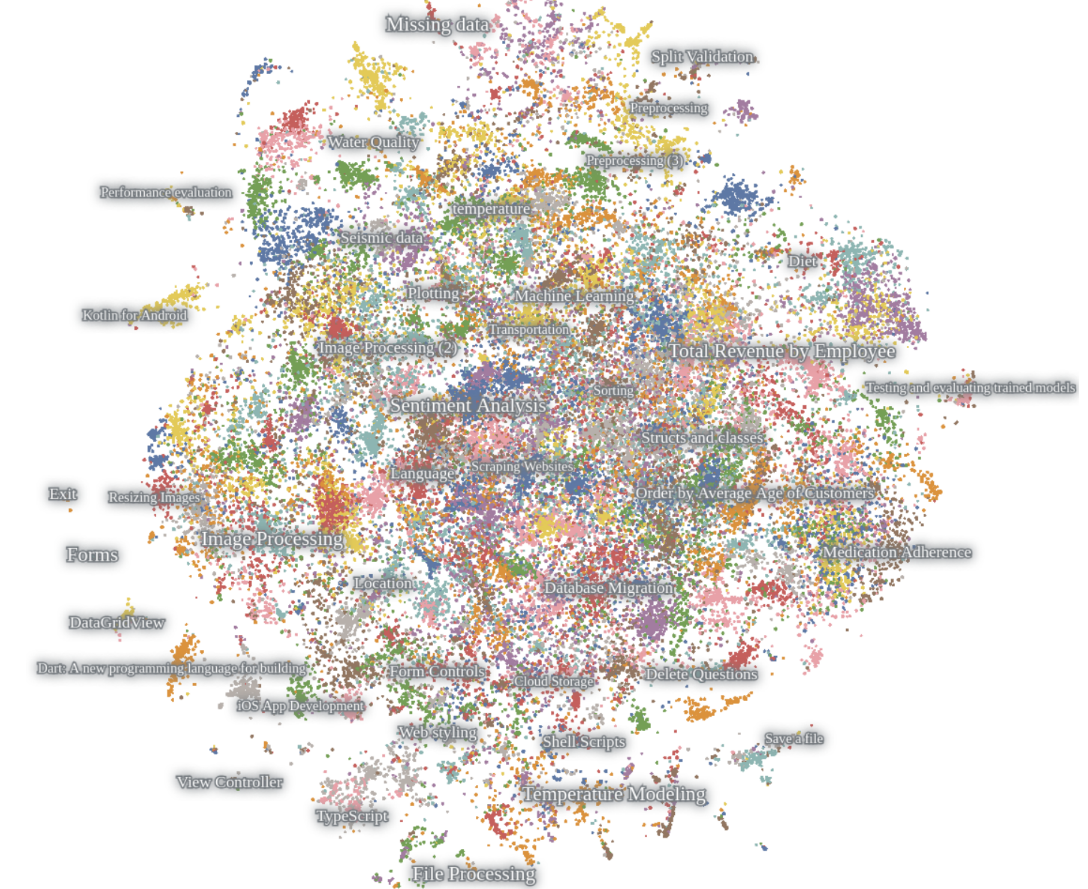 Missing data
Split Validation
Preprocessing
Water Quality
Preprocessing (3)
Performance evaluation
temperature
Seismic data
Diet
Plotting
Machine Learning
Kotlin for Android
Transportation
Image Processing (2)
Total Revenue by Employee
Testing and evaluating trained models
Sorting
Sentiment Analysis
Structs and classes
Scraping Websites
Language
Exit
Resizing Images
Order by Average Age of Customers
Image Processing
Forms
Medication Adherence
Location
Database Migration
DataGridView
Dart: A new programming language for building
Form Controls
Cloud Storage
Delete Questions
iOS App Development
Web styling
Shell Scripts
Save a file
View Controller
Temperature Modeling
TypeScript
File Processing